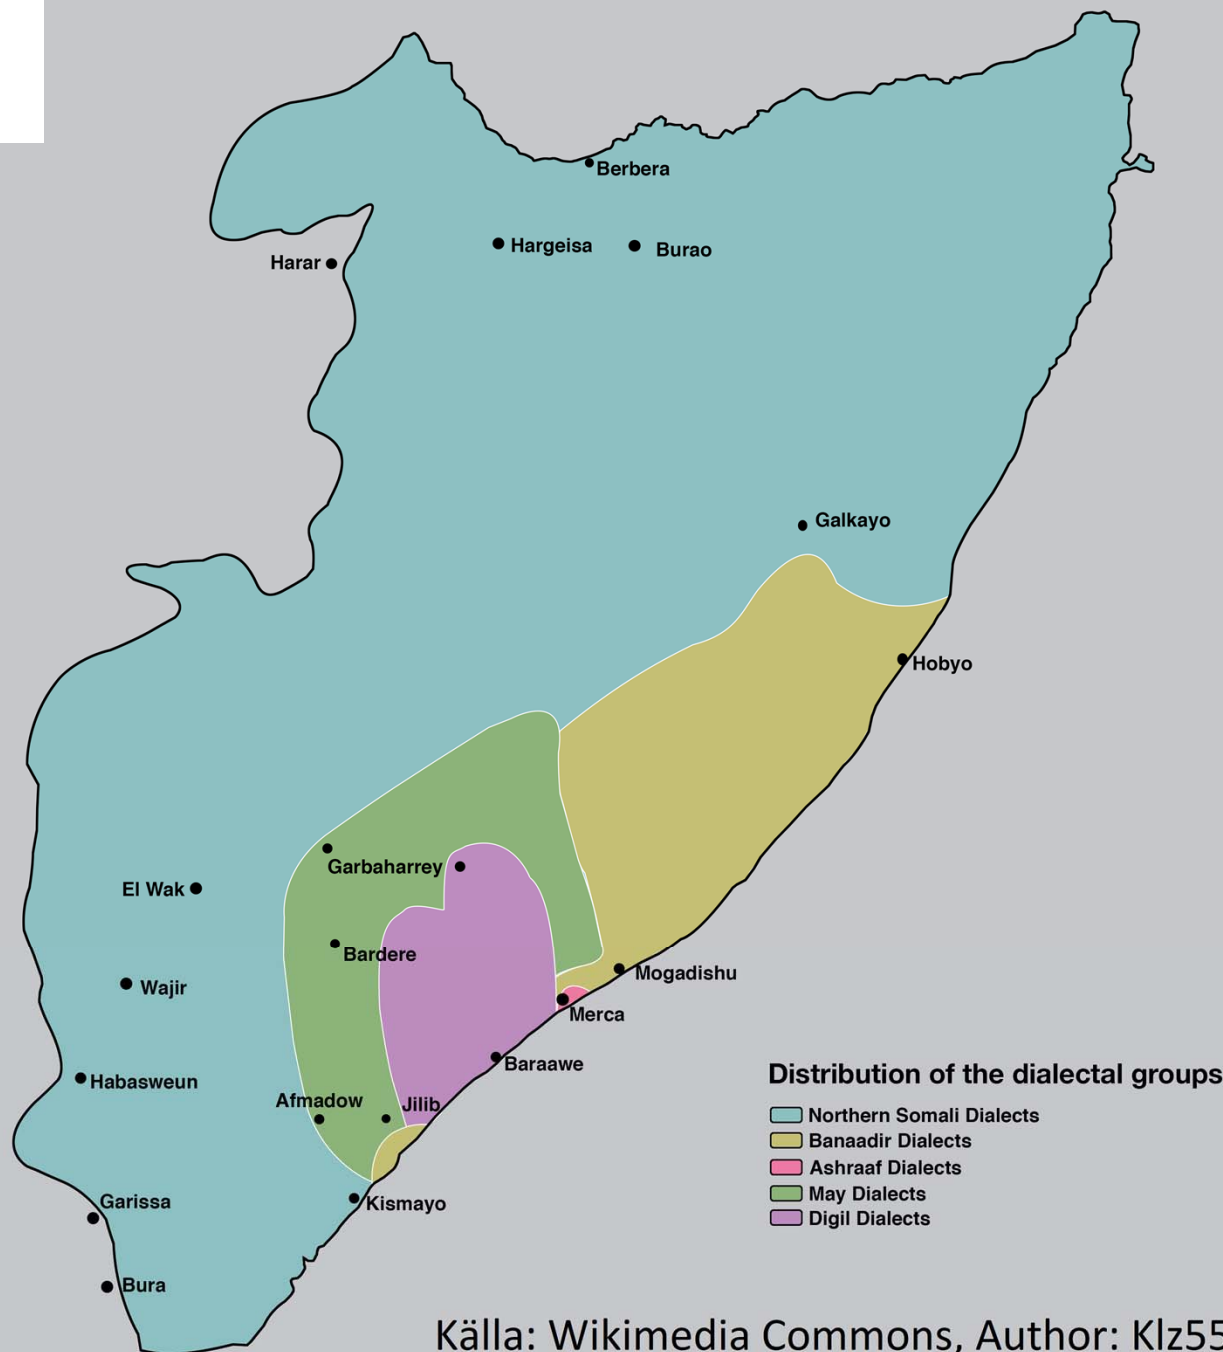 Berbera
Hargeisa
Burao
Harar
Galkayo
Hobyo
Garbaharrey
El Wak
Bardere
Mogadishu
Wajir
Merca
Baraawe
Habasweun
Afmadow
Jilib
Garissa
Kismayo
Bura
Distribution of the dialectal groups
Northern Somali Dialects
Banaadir Dialects
Ashraaf Dialects
May Dialects
Digil Dialects
Källa: Wikimedia Commons, Author: Klz55